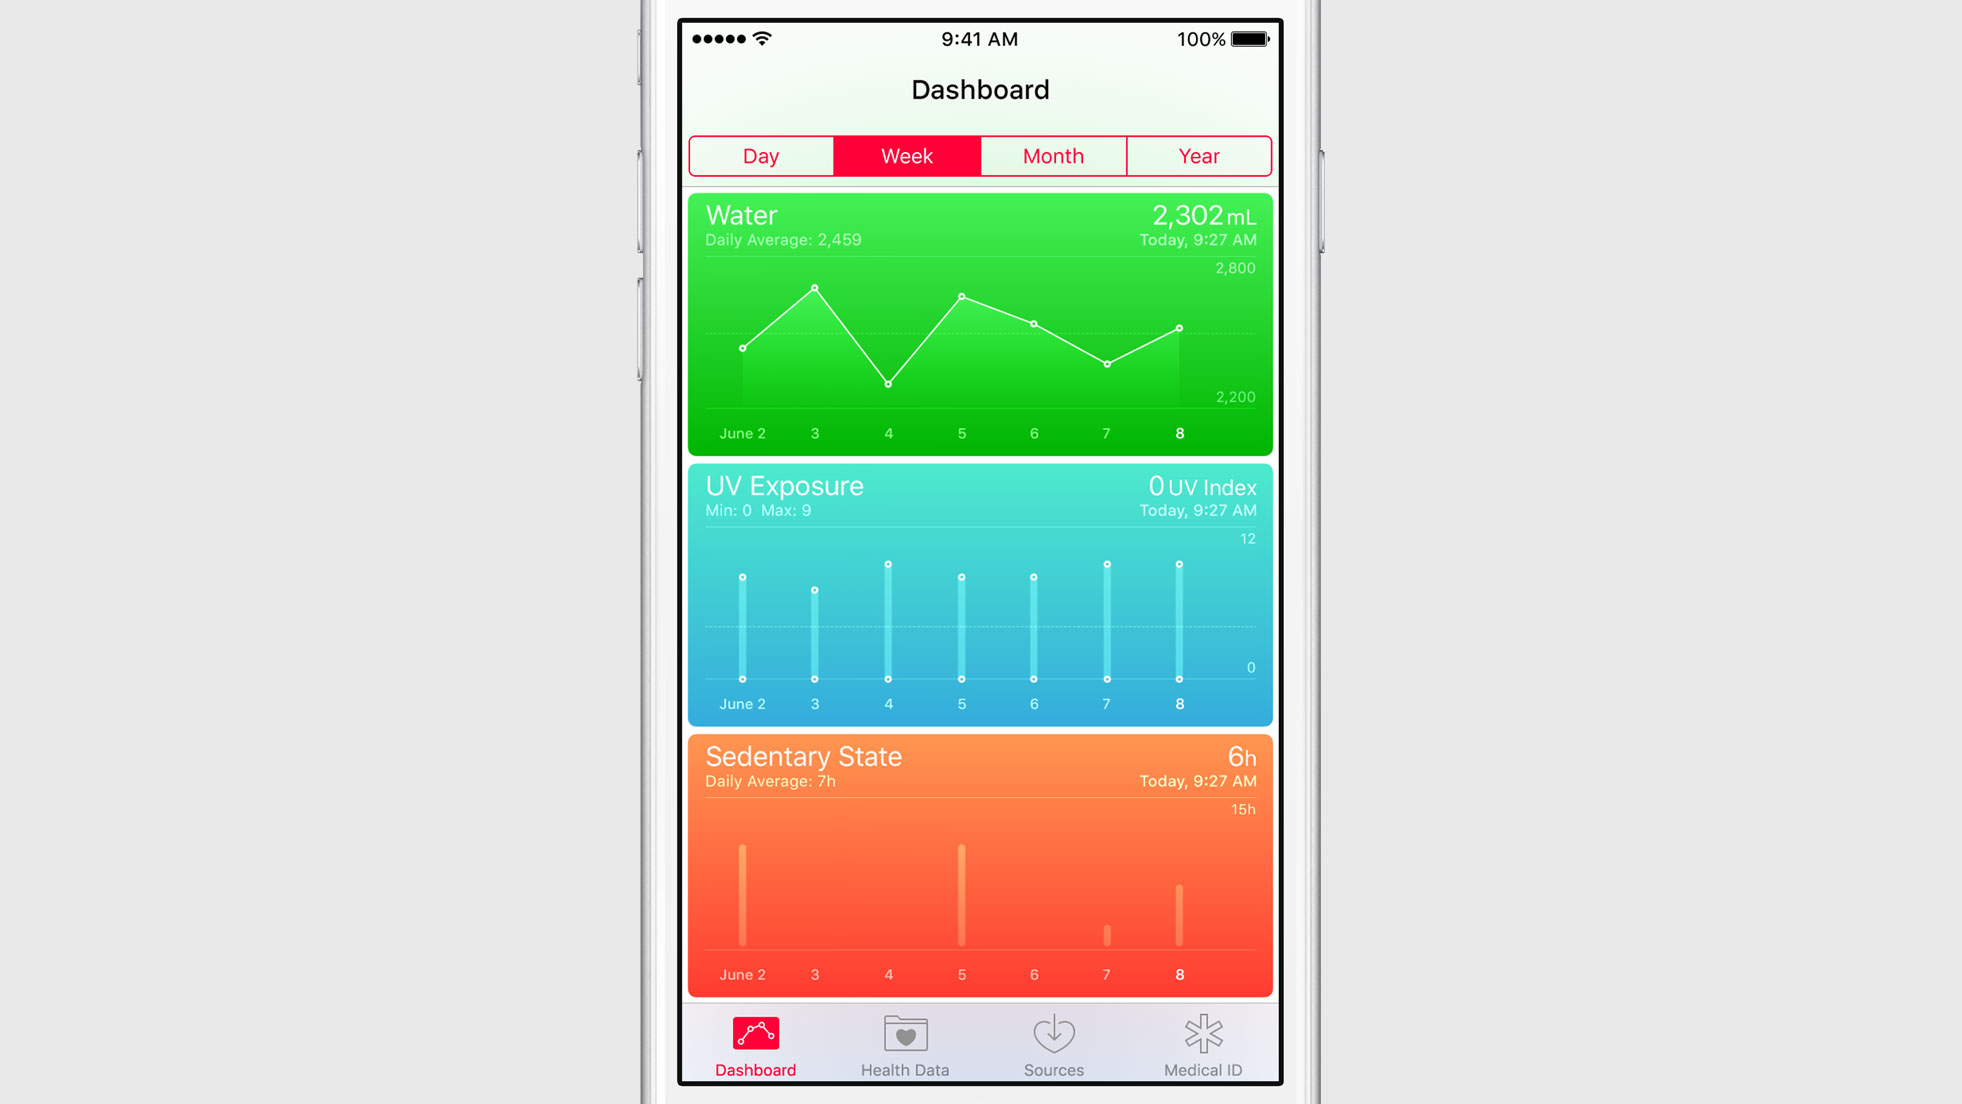 9:41 AM 100%
Dashboard
Day Week Month Year
Water 2,302 mL
Daily Average: 2,459 Today, 9:27 AM
2,800
2,200
June 2 3 4 5 6 7 8
UV Exposure 0 UV Index
Min: 0 Max: 9 Today, 9:27 AM
12
0
June 2 3 4 5 6 7 8
Sedentary State 6h
Daily Average: 7h Today, 9:27 AM
15h
June 2 3 4 5 6 7 8
Dashboard Health Data Sources Medical ID